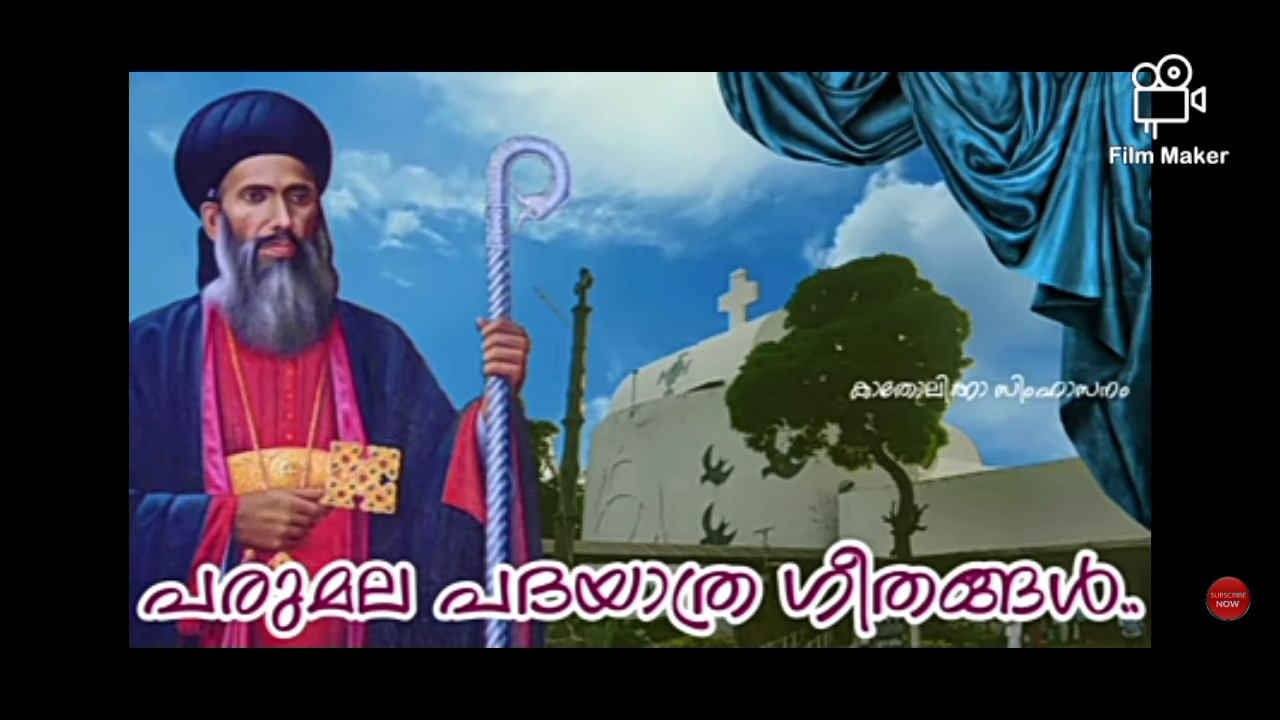 Film Maker
കാതോലിക്കാ സിംഹാസനം
SUBSCRIBE
NOW
പരുമല പദയാത്ര ഗീതങ്ങൾ..